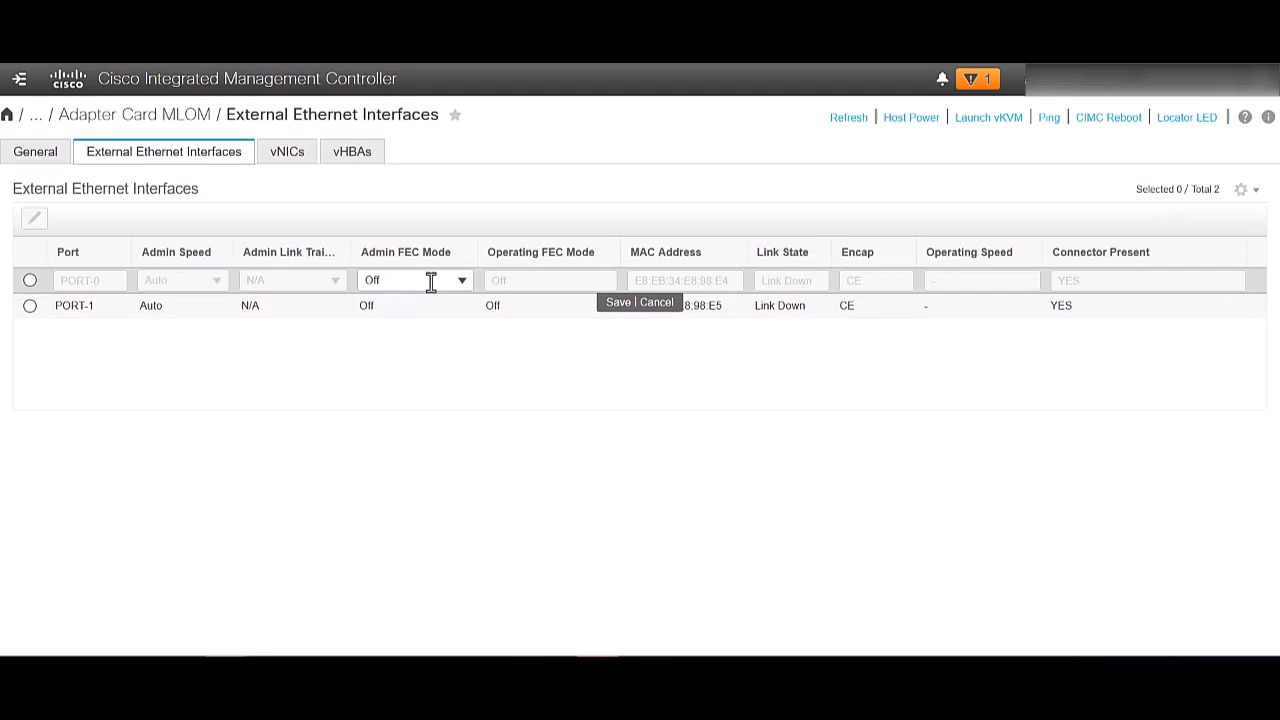 cisco Cisco Integrated Management Controller 1
/ ... / Adapter Card MLOM / External Ethernet Interfaces
Refresh | Host Power | Launch vKVM | Ping | CIMC Reboot | Locator LED |
General External Ethernet Interfaces vNICs vHBAs
External Ethernet Interfaces Selected 0 / Total 2
Port Admin Speed Admin Link Trai... Admin FEC Mode Operating FEC Mode MAC Address Link State Encap Operating Speed Connector Present
PORT-0 Auto N/A Off Off E8:EB:34:E8:98:E4 Link Down CE - YES
Save | Cancel
PORT-1 Auto N/A Off Off 8:98:E5 Link Down CE - YES